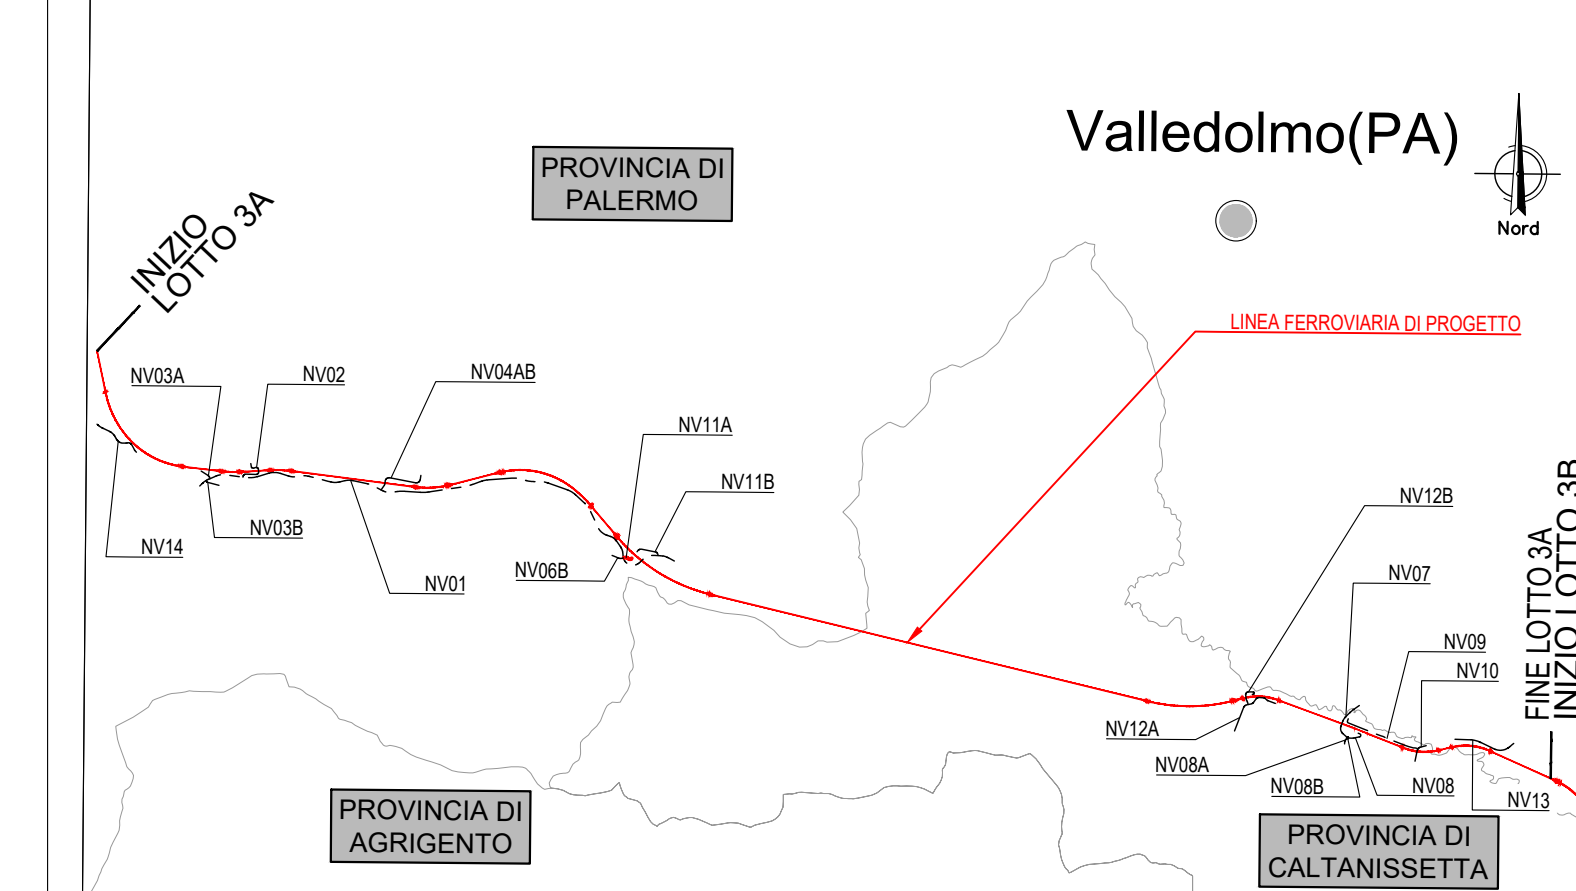 Valledolmo(PA)
Nord
PROVINCIA DI
PALERMO
INIZIO
LOTTO 3A
LINEA FERROVIARIA DI PROGETTO
NV03A
NV02
NV04AB
NV11A
NV11B
NV14
NV03B
NV01
NV06B
NV12B
NV07
NV09
NV10
NV12A
NV08A
NV08B
NV08
NV13
FINE LOTTO 3A
INIZIO LOTTO 3B
PROVINCIA DI
AGRIGENTO
PROVINCIA DI
CALTANISSETTA